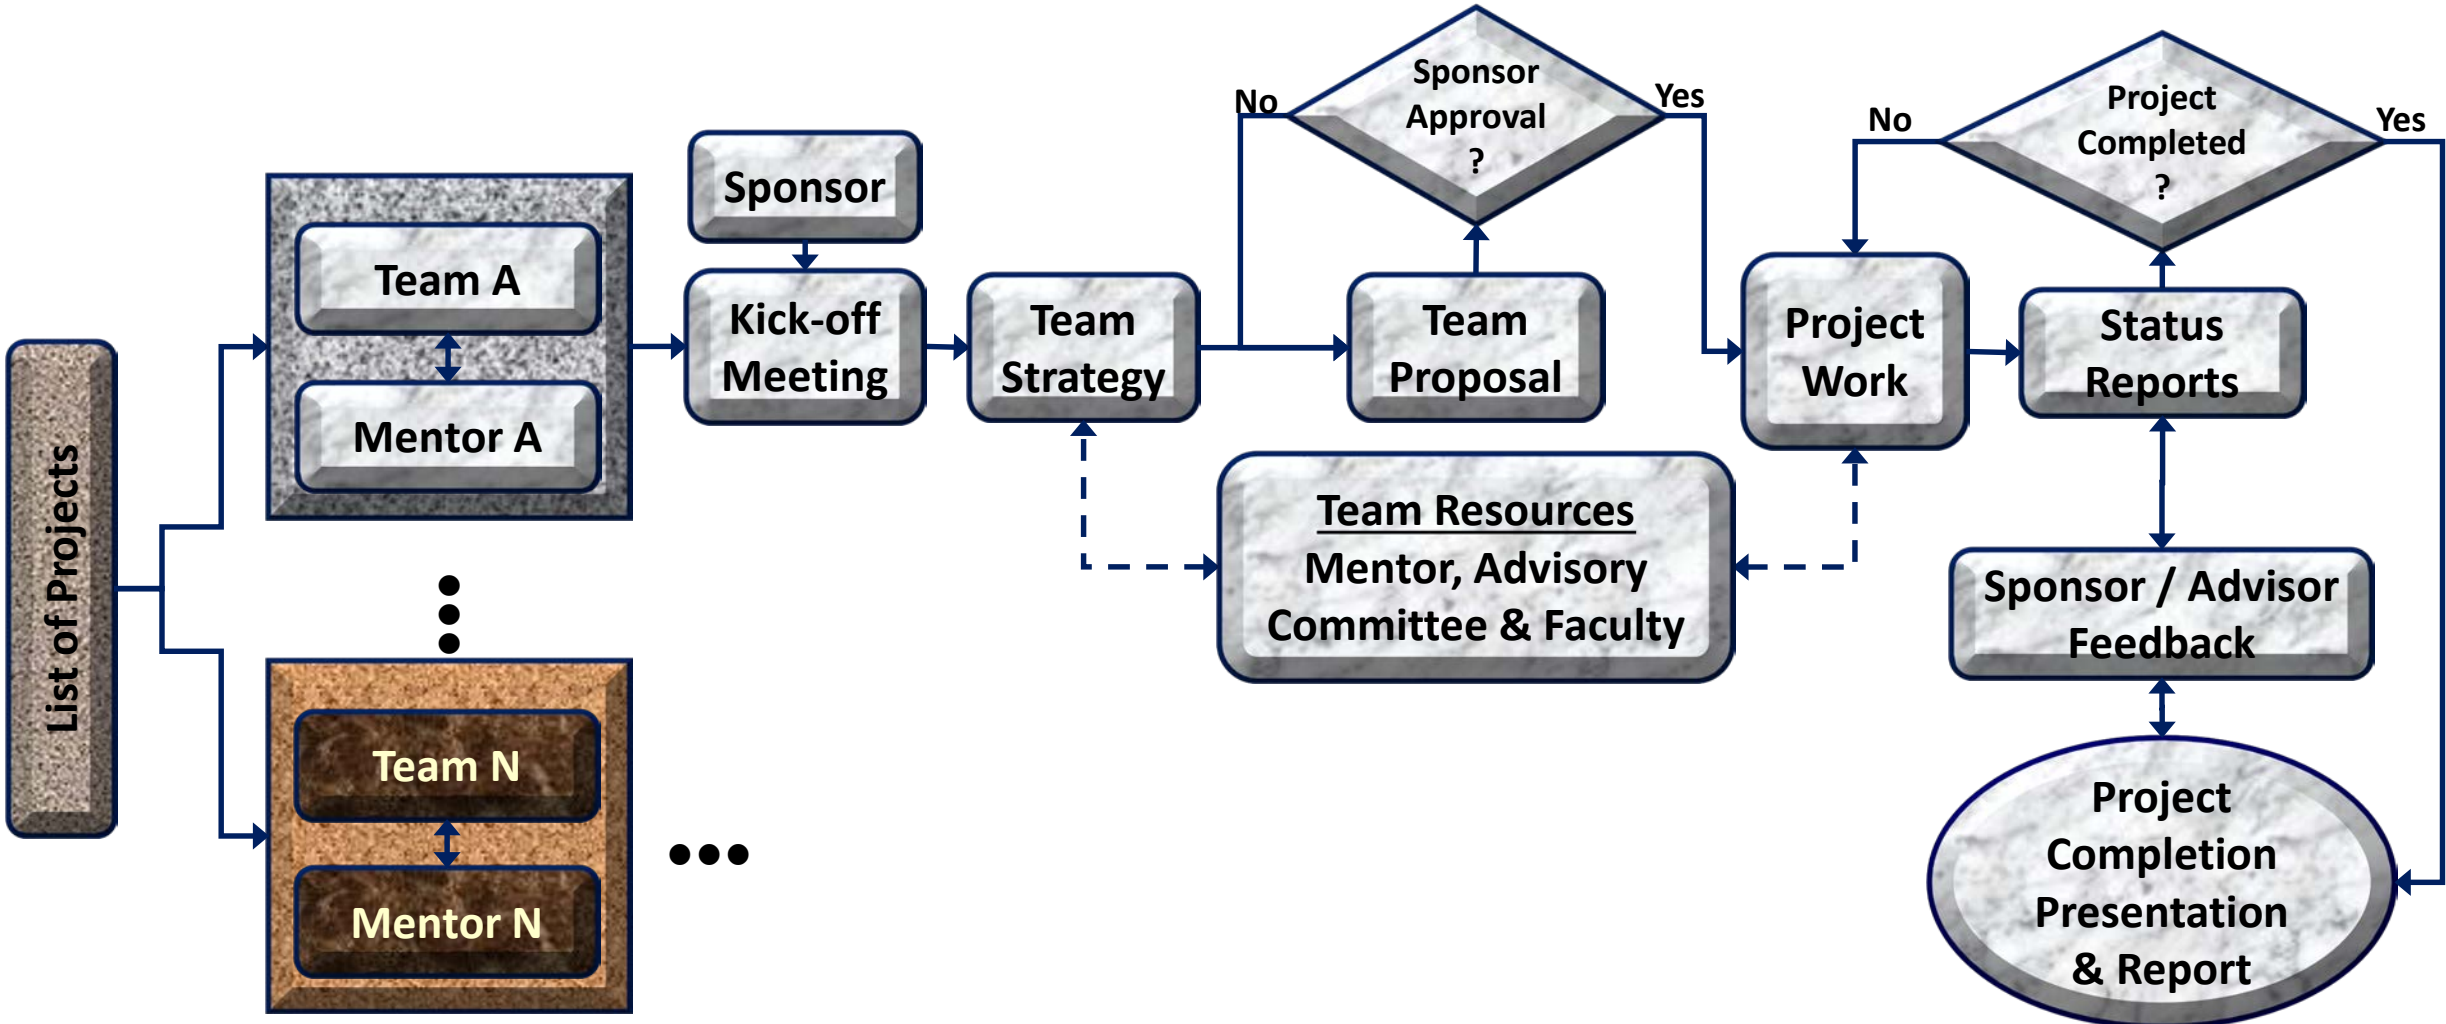 List of Projects
Team A
Mentor A
Team N
Mentor N
Sponsor
Kick-off
Meeting
Team
Strategy
No
Sponsor
Approval
?
Yes
Team
Proposal
Team Resources
Mentor, Advisory
Committee & Faculty
Project
Work
No
Project
Completed
?
Yes
Status
Reports
Sponsor / Advisor
Feedback
Project
Completion
Presentation
& Report